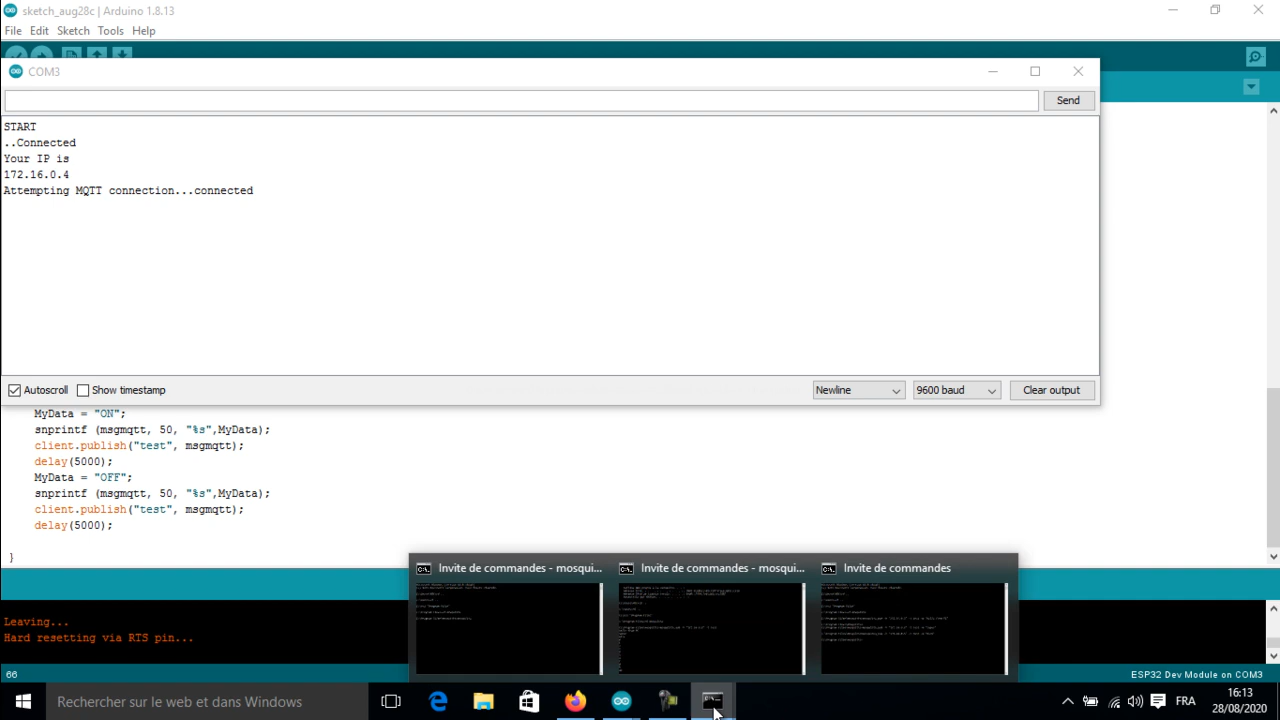 sketch_aug28c | Arduino 1.8.13
File Edit Sketch Tools Help
COM3
Send
START
..Connected
Your IP is
172.16.0.4
Attempting MQTT connection...connected
Autoscroll Show timestamp Newline 9600 baud Clear output
MyData = "ON";
snprintf (msgmqtt, 50, "%s",MyData);
client.publish("test", msgmqtt);
delay(5000);
MyData = "OFF";
snprintf (msgmqtt, 50, "%s",MyData);
client.publish("test", msgmqtt);
delay(5000);
}
Invite de commandes - mosqui... Invite de commandes - mosqui... Invite de commandes
Leaving...
Hard resetting via RTS pin...
66 ESP32 Dev Module on COM3
Rechercher sur le web et dans Windows FRA 16:13
28/08/2020